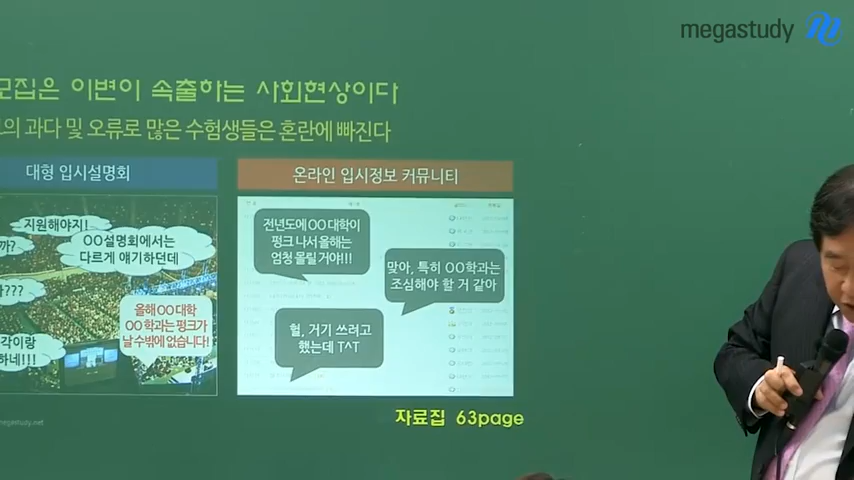 megastudy
모집은 이변이 속출하는 사회현상이다
의 과다 및 오류로 많은 수험생들은 혼란에 빠진다
대형 입시설명회
지원해야지!
까?
OO설명회에서는
다르게 얘기하던데
가???
올해 OO 대학
OO 학과는 펑크가
날 수밖에 없습니다!
각이랑
하네!!!
온라인 입시정보 커뮤니티
전년도에 OO 대학이
펑크 나서 올해는
엄청 몰릴 거야!!!
맞아, 특히 OO학과는
조심해야 할 거 같아
헐, 거기 쓰려고
했는데 T^T
megastudy.net
자료집 63page